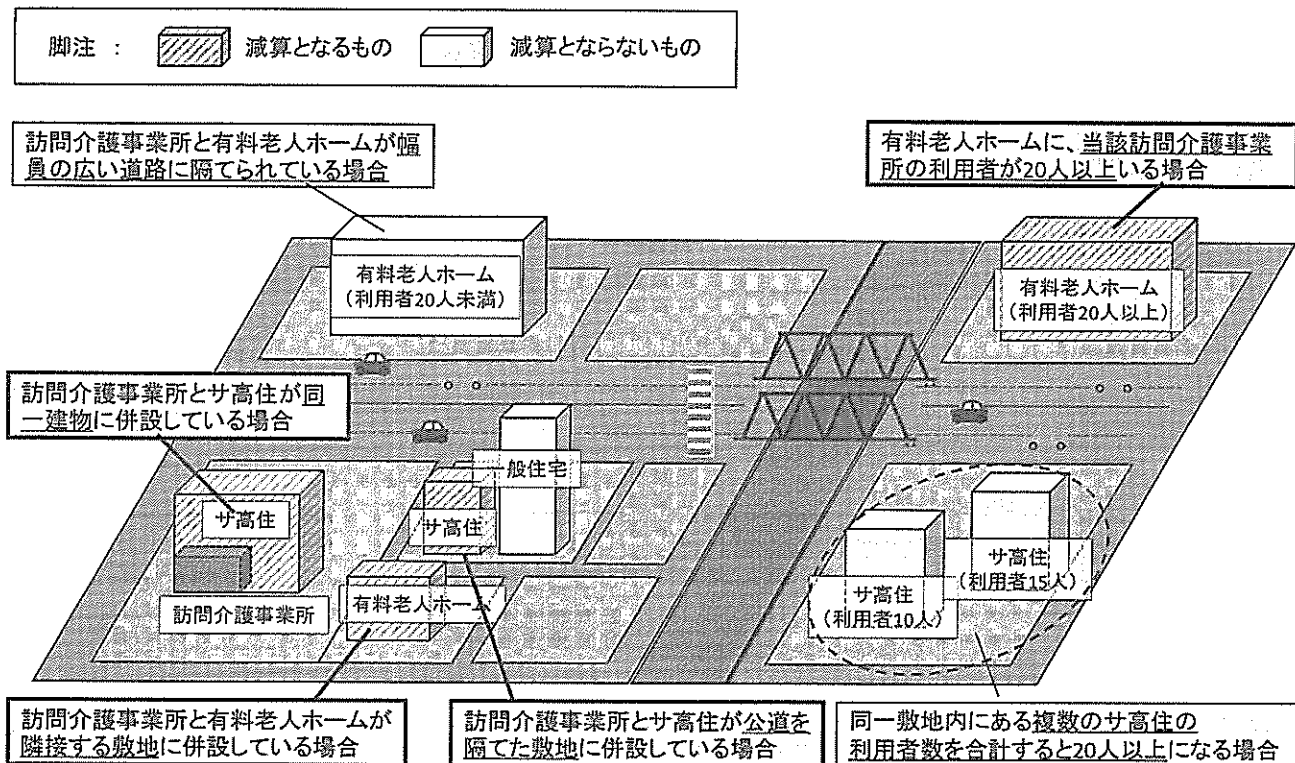 脚注 : 減算となるもの 減算とならないもの
訪問介護事業所と有料老人ホームが幅
員の広い道路に隔てられている場合
有料老人ホームに、当該訪問介護事業
所の利用者が20人以上いる場合
有料老人ホーム
(利用者20人未満)
有料老人ホーム
(利用者20人以上)
訪問介護事業所とサ高住が同
一建物に併設している場合
般住宅
サ高住
サ高住
サ高住
(利用者15人)
有料老人ホーム
サ高住
(利用者10人)
訪問介護事業所
訪問介護事業所と有料老人ホームが
隣接する敷地に併設している場合
訪問介護事業所とサ高住が公道を
隔てた敷地に併設している場合
同一敷地内にある複数のサ高住の
利用者数を合計すると20人以上になる場合